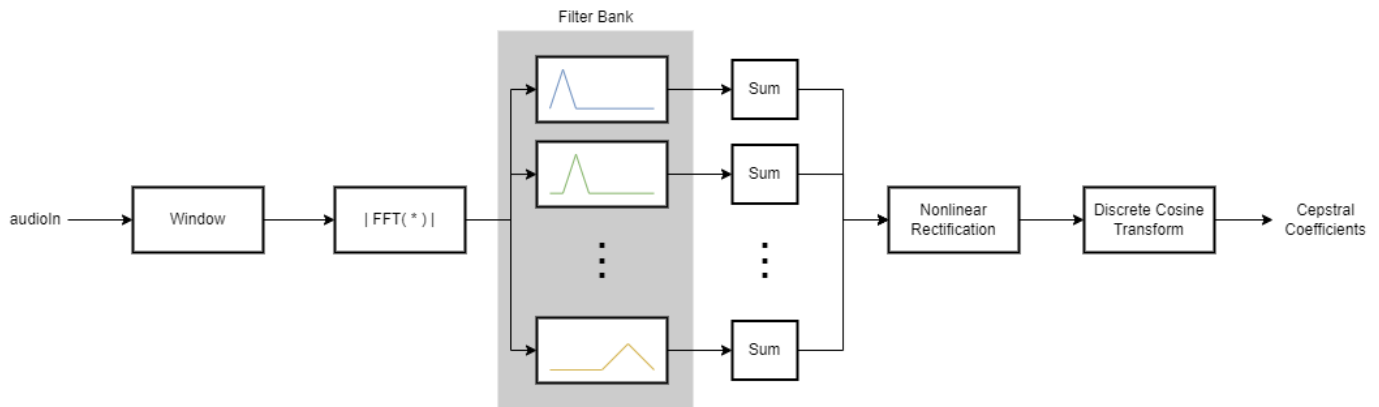 Filter Bank
Sum
Sum
audioIn
Window
| FFT( * ) |
Nonlinear
Rectification
Discrete Cosine
Transform
Cepstral
Coefficients
Sum